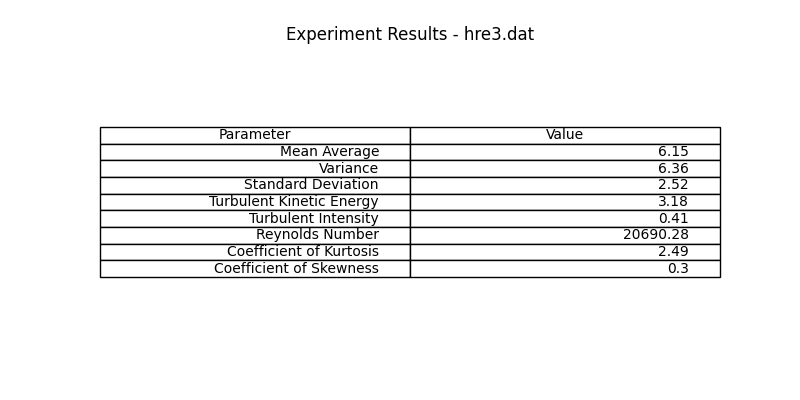 Experiment Results - hre3.dat
Parameter Value
Mean Average 6.15
Variance 6.36
Standard Deviation 2.52
Turbulent Kinetic Energy 3.18
Turbulent Intensity 0.41
Reynolds Number 20690.28
Coefficient of Kurtosis 2.49
Coefficient of Skewness 0.3